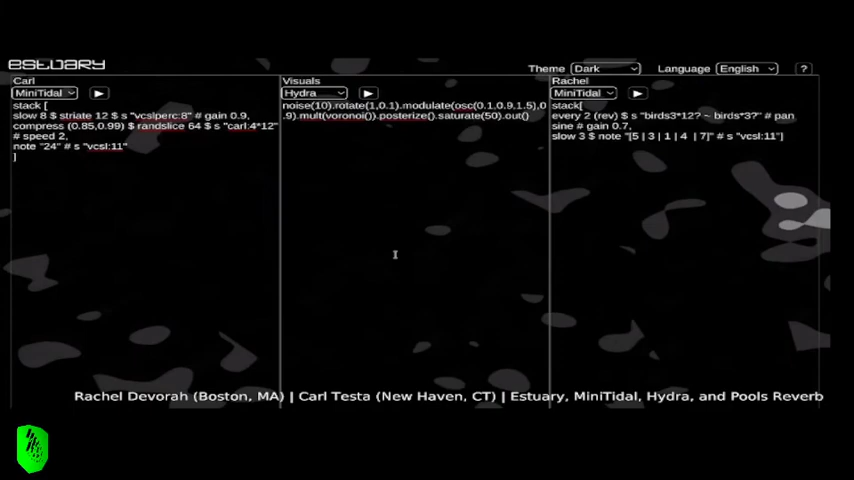 estuary
Theme Dark Language English ?
Carl
MiniTidal
stack [
slow 8 $ striate 12 $ s "vcslperc:8" # gain 0.9,
compress (0.85,0.99) $ randslice 64 $ s "carl:4*12"
# speed 2,
note "24" # s "vcsl:11"
]
Visuals
Hydra
noise(10).rotate(1,0.1).modulate(osc(0.1,0.9,1.5),0
.9).mult(voronoi()).posterize().saturate(50).out()
Rachel
MiniTidal
stack[
every 2 (rev) $ s "birds3*12? ~ birds*3?" # pan
sine # gain 0.7,
slow 3 $ note "[5 | 3 | 1 | 4 | 7]" # s "vcsl:11"]
Rachel Devorah (Boston, MA) | Carl Testa (New Haven, CT) | Estuary, MiniTidal, Hydra, and Pools Reverb